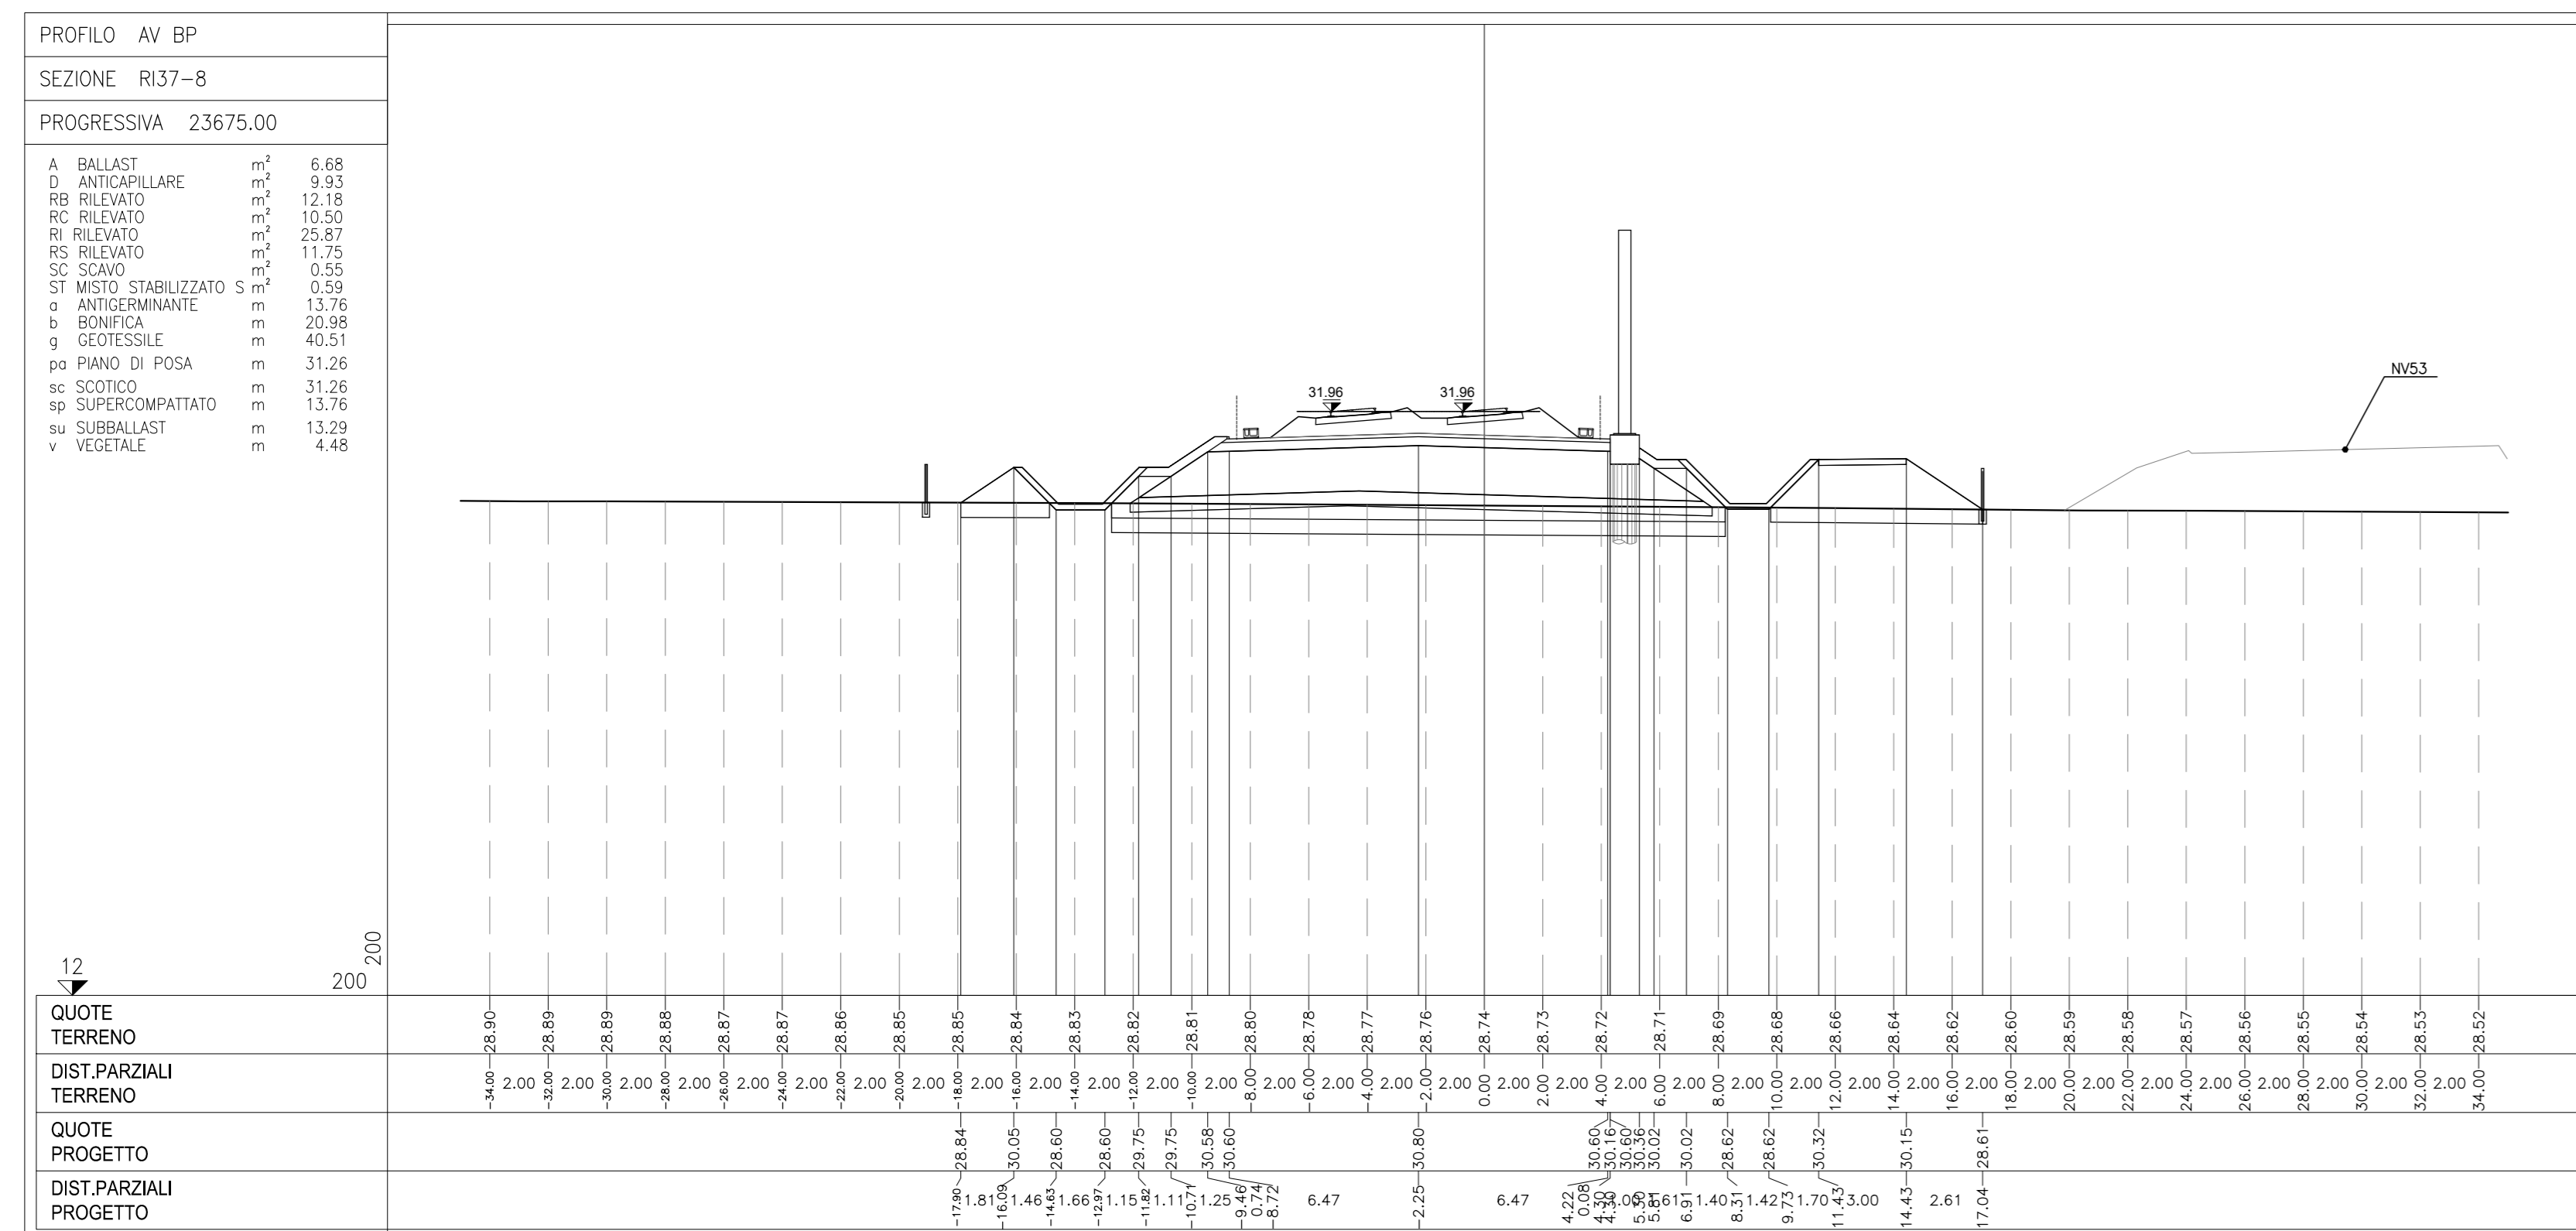 PROFILO AV BP
SEZIONE RI37-8
PROGRESSIVA 23675.00
A BALLAST m² 6.68
D ANTICAPILLARE m² 9.93
RB RILEVATO m² 12.18
RC RILEVATO m² 10.50
RI RILEVATO m² 25.87
RS RILEVATO m² 11.75
SC SCAVO m² 0.55
ST MISTO STABILIZZATO S m² 0.59
a ANTIGERMINANTE m 13.76
b BONIFICA m 20.98
g GEOTESSILE m 40.51
pa PIANO DI POSA m 31.26
sc SCOTICO m 31.26
sp SUPERCOMPATTATO m 13.76
su SUBBALLAST m 13.29
v VEGETALE m 4.48
31.96 31.96
NV53
12
200
200
QUOTE
TERRENO
28.90 28.89 28.89 28.88 28.87 28.87 28.86 28.85 28.85 28.84 28.83 28.82 28.81 28.80 28.78 28.77 28.76 28.74 28.73 28.72 28.71 28.69 28.68 28.66 28.64 28.62 28.60 28.59 28.58 28.57 28.56 28.55 28.54 28.53 28.52
DIST.PARZIALI
TERRENO
-34.00 2.00 -32.00 2.00 -30.00 2.00 -28.00 2.00 -26.00 2.00 -24.00 2.00 -22.00 2.00 -20.00 2.00 -18.00 2.00 -16.00 2.00 -14.00 2.00 -12.00 2.00 -10.00 2.00 -8.00 2.00 -6.00 2.00 -4.00 2.00 -2.00 2.00 0.00 2.00 2.00 2.00 4.00 2.00 6.00 2.00 8.00 2.00 10.00 2.00 12.00 2.00 14.00 2.00 16.00 2.00 18.00 2.00 20.00 2.00 22.00 2.00 24.00 2.00 26.00 2.00 28.00 2.00 30.00 2.00 32.00 2.00 34.00
QUOTE
PROGETTO
28.84 30.05 28.60 28.60 29.75 29.75 30.58 30.60 30.80 30.60 30.16 30.60 30.36 30.02 30.02 28.62 28.62 30.32 30.15 28.61
DIST.PARZIALI
PROGETTO
-17.90 1.81 -16.09 1.46 -14.63 1.66 -12.97 1.15 -11.82 1.11 -10.71 1.25 -9.46 0.74 -8.72 6.47 -2.25 6.47 4.22 0.08 4.30 4.30 5.30 5.81 6.91 1.40 8.31 1.42 9.73 1.70 11.43 3.00 14.43 2.61 17.04